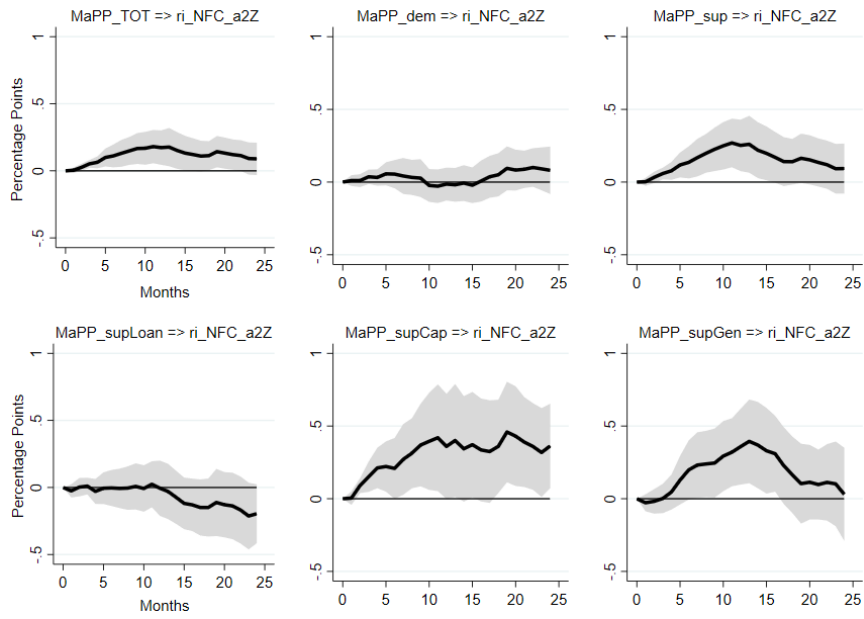 MaPP_TOT => ri_NFC_a2Z
MaPP_dem => ri_NFC_a2Z
MaPP_sup => ri_NFC_a2Z
Percentage Points
1
.5
0
-.5
0 5 10 15 20 25
Months
1
.5
0
-.5
0 5 10 15 20 25
1
.5
0
-.5
0 5 10 15 20 25
MaPP_supLoan => ri_NFC_a2Z
MaPP_supCap => ri_NFC_a2Z
MaPP_supGen => ri_NFC_a2Z
Percentage Points
1
.5
0
-.5
0 5 10 15 20 25
Months
1
.5
0
-.5
0 5 10 15 20 25
1
.5
0
-.5
0 5 10 15 20 25